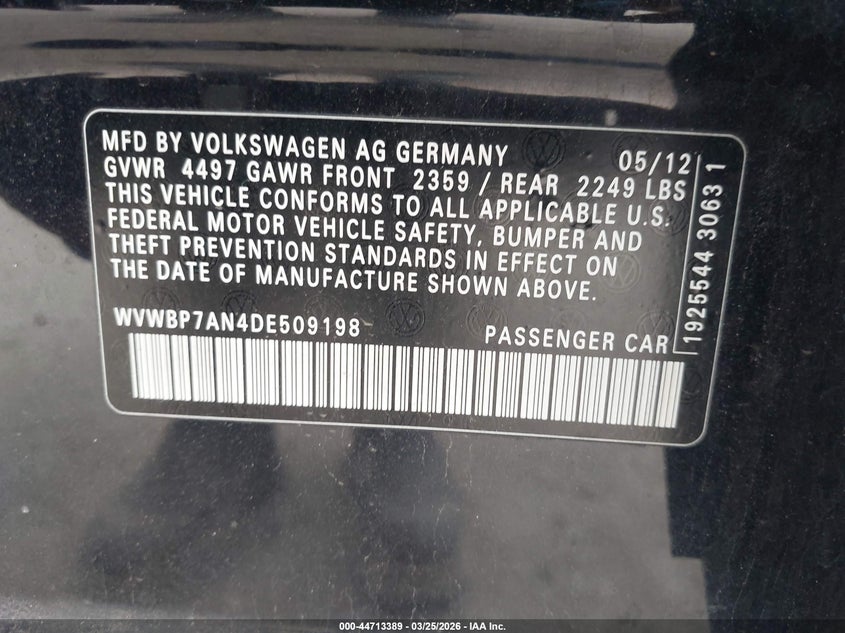 MFD BY VOLKSWAGEN AG GERMANY 05/12
GVWR 4497 GAWR FRONT 2359 / REAR 2249 LBS
THIS VEHICLE CONFORMS TO ALL APPLICABLE U.S.
FEDERAL MOTOR VEHICLE SAFETY, BUMPER AND
THEFT PREVENTION STANDARDS IN EFFECT ON
THE DATE OF MANUFACTURE SHOWN ABOVE.
WVWBP7AN4DE509198 PASSENGER CAR
1925544 3063 1
000-44713389 | 03/25/2026 | IAA Inc.